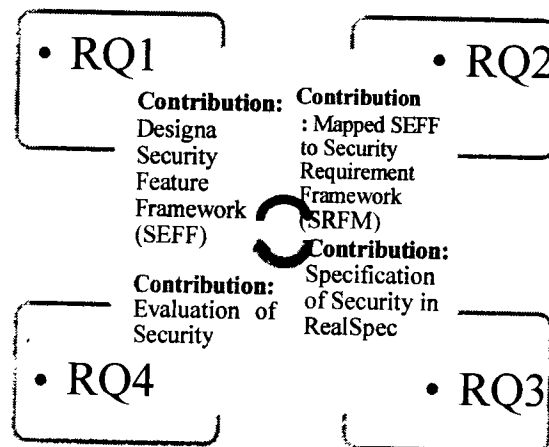 • RQ1
Contribution:
Designa
Security
Feature
Framework
(SEFF)
• RQ2
Contribution
: Mapped SEFF
to Security
Requirement
Framework
(SRFM)
Contribution:
Specification
of Security in
RealSpec
• RQ3
Contribution:
Evaluation of
Security
• RQ4